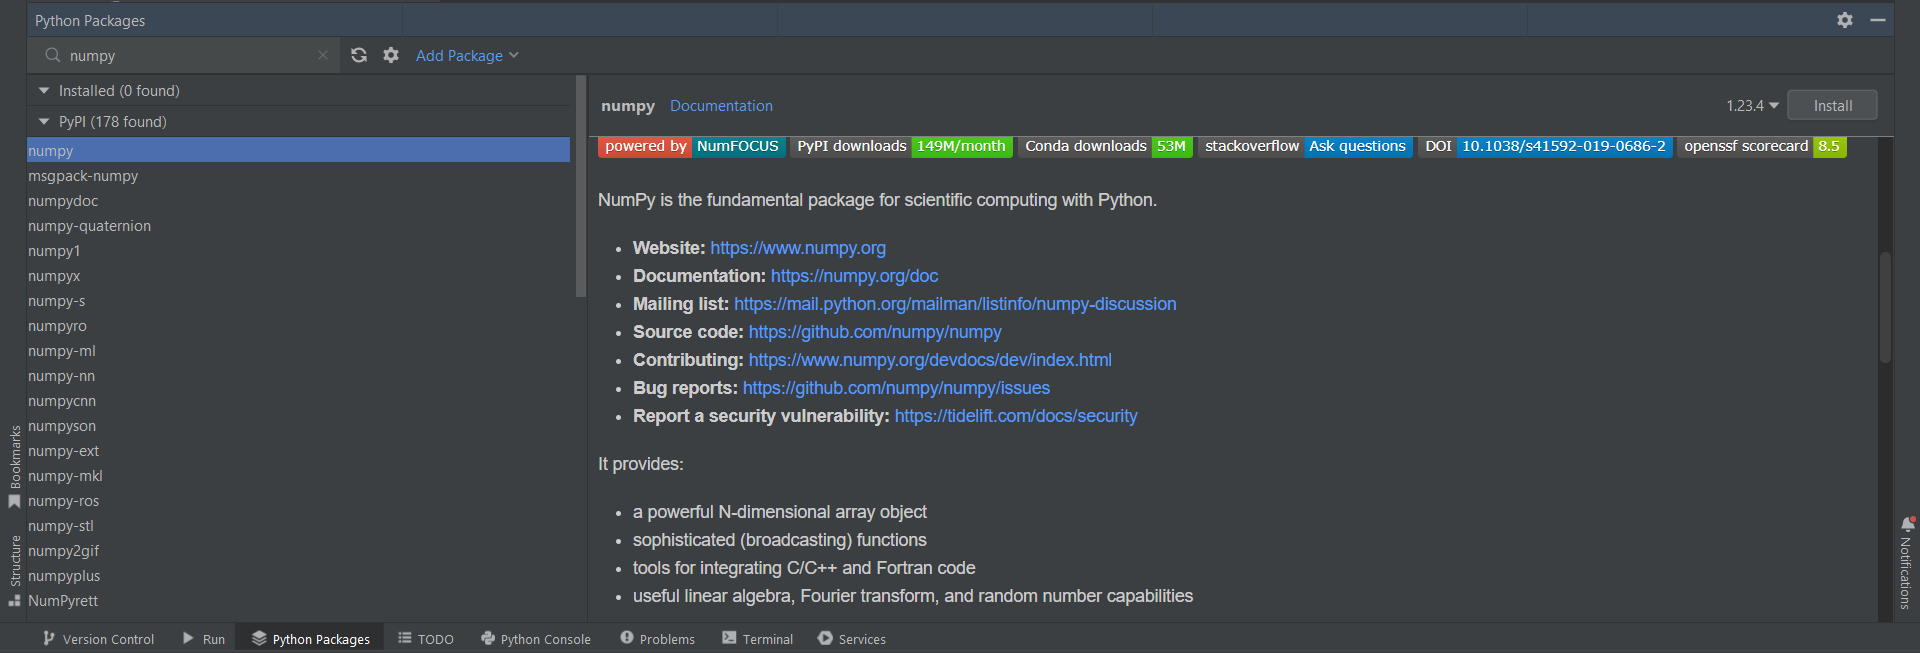 Python Packages
numpy
Add Package
Installed (0 found)
PyPI (178 found)
numpy
msgpack-numpy
numpydoc
numpy-quaternion
numpy1
numpyx
numpy-s
numpyro
numpy-ml
numpy-nn
numpycnn
numpyson
numpy-ext
numpy-mkl
numpy-ros
numpy-stl
numpy2gif
numpyplus
NumPyrett
numpy Documentation
1.23.4
Install
powered by NumFOCUS PyPI downloads 149M/month Conda downloads 53M stackoverflow Ask questions DOI 10.1038/s41592-019-0686-2 openssf scorecard 8.5
NumPy is the fundamental package for scientific computing with Python.
• Website: https://www.numpy.org
• Documentation: https://numpy.org/doc
• Mailing list: https://mail.python.org/mailman/listinfo/numpy-discussion
• Source code: https://github.com/numpy/numpy
• Contributing: https://www.numpy.org/devdocs/dev/index.html
• Bug reports: https://github.com/numpy/numpy/issues
• Report a security vulnerability: https://tidelift.com/docs/security
It provides:
• a powerful N-dimensional array object
• sophisticated (broadcasting) functions
• tools for integrating C/C++ and Fortran code
• useful linear algebra, Fourier transform, and random number capabilities
Bookmarks
Structure
Notifications
Version Control Run Python Packages TODO Python Console Problems Terminal Services